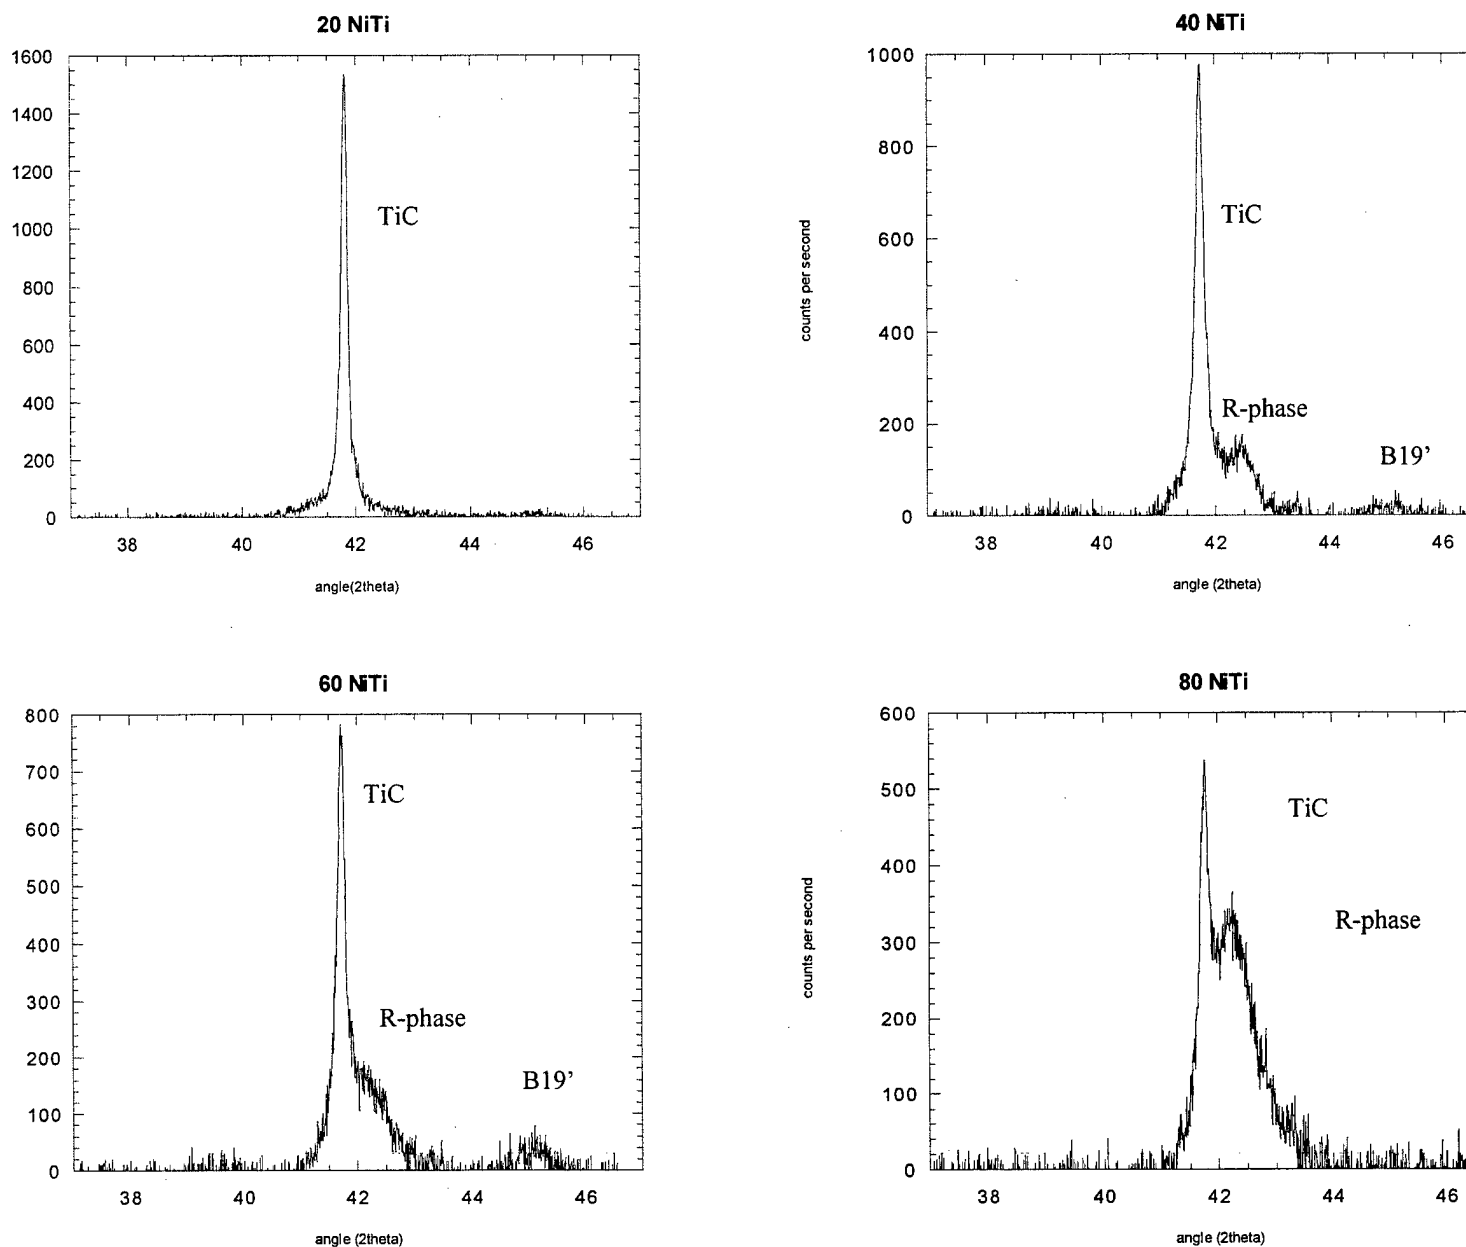 20 NiTi
1600
1400
1200
1000
800
600
400
200
0
TiC
38 40 42 44 46
angle(2theta)
40 NiTi
counts per second
1000
800
600
400
200
0
TiC
R-phase
B19’
38 40 42 44 46
angle (2theta)
60 NiTi
800
700
600
500
400
300
200
100
0
TiC
R-phase
B19’
38 40 42 44 46
angle (2theta)
80 NiTi
counts per second
600
500
400
300
200
100
0
TiC
R-phase
38 40 42 44 46
angle (2theta)